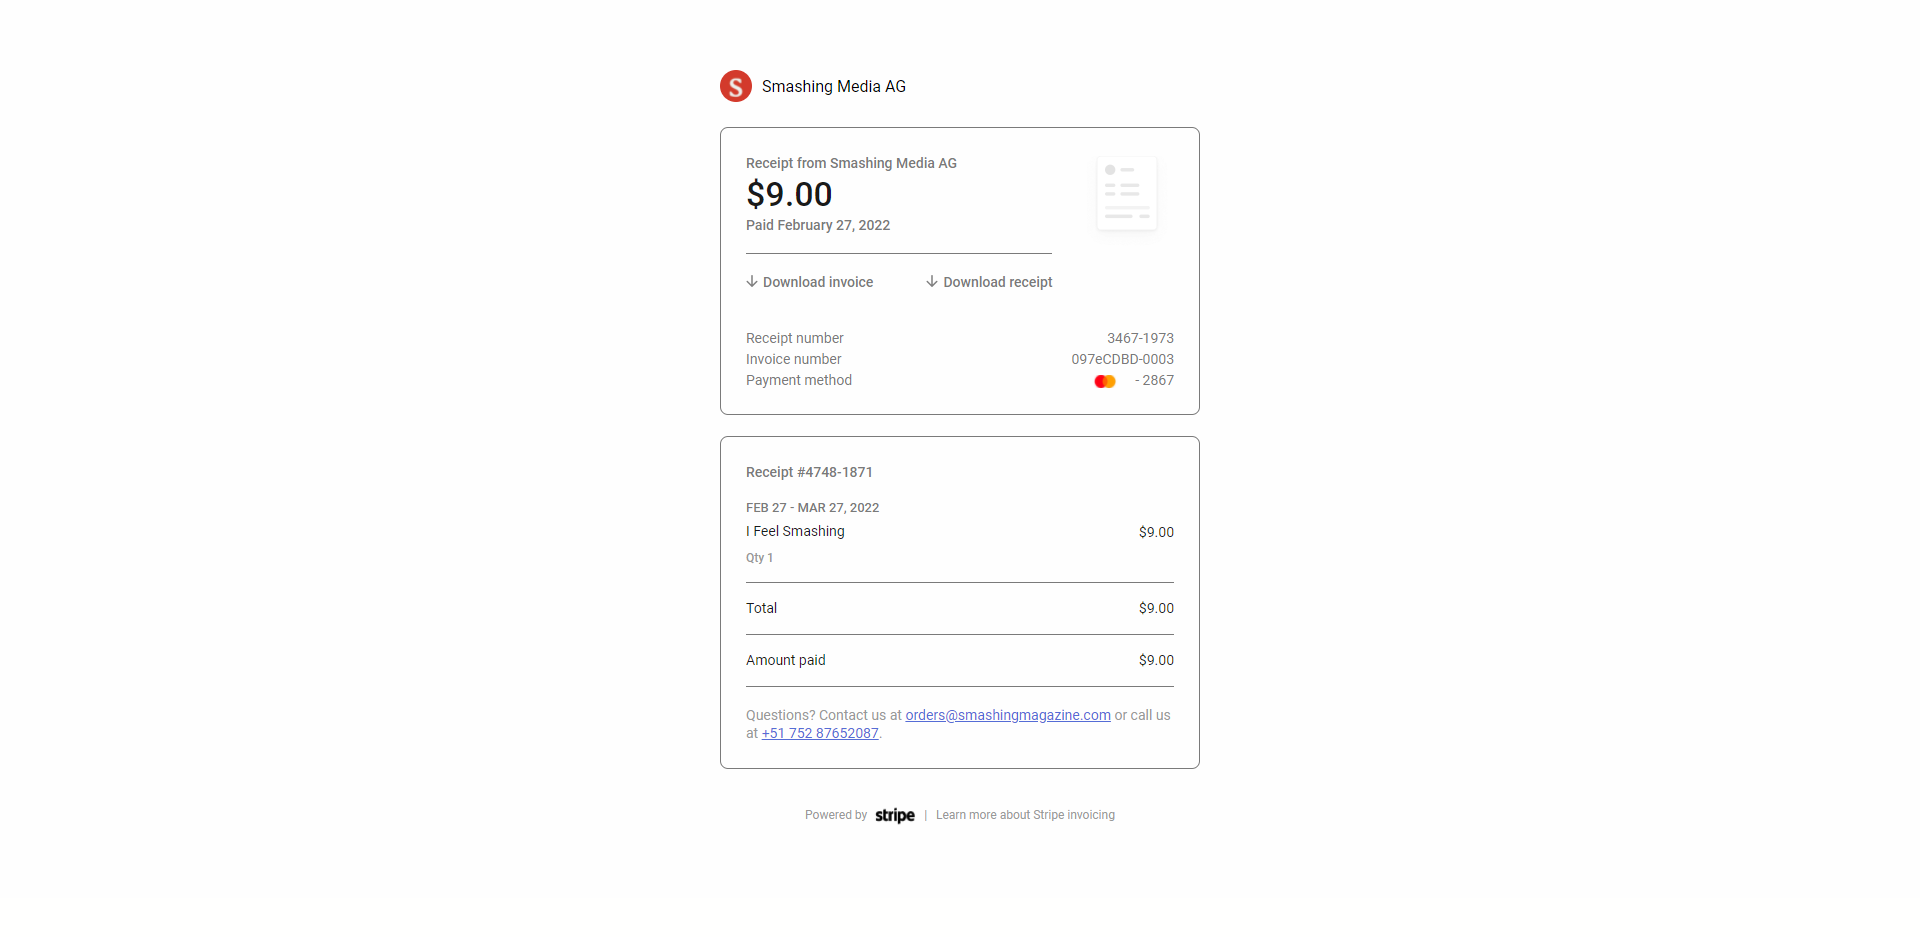 S Smashing Media AG
Receipt from Smashing Media AG
$9.00
Paid February 27, 2022
Download invoice Download receipt
Receipt number 3467-1973
Invoice number 097eCDBD-0003
Payment method - 2867
Receipt #4748-1871
FEB 27 - MAR 27, 2022
I Feel Smashing $9.00
Qty 1
Total $9.00
Amount paid $9.00
Questions? Contact us at orders@smashingmagazine.com or call us
at +51 752 87652087.
Powered by stripe | Learn more about Stripe invoicing